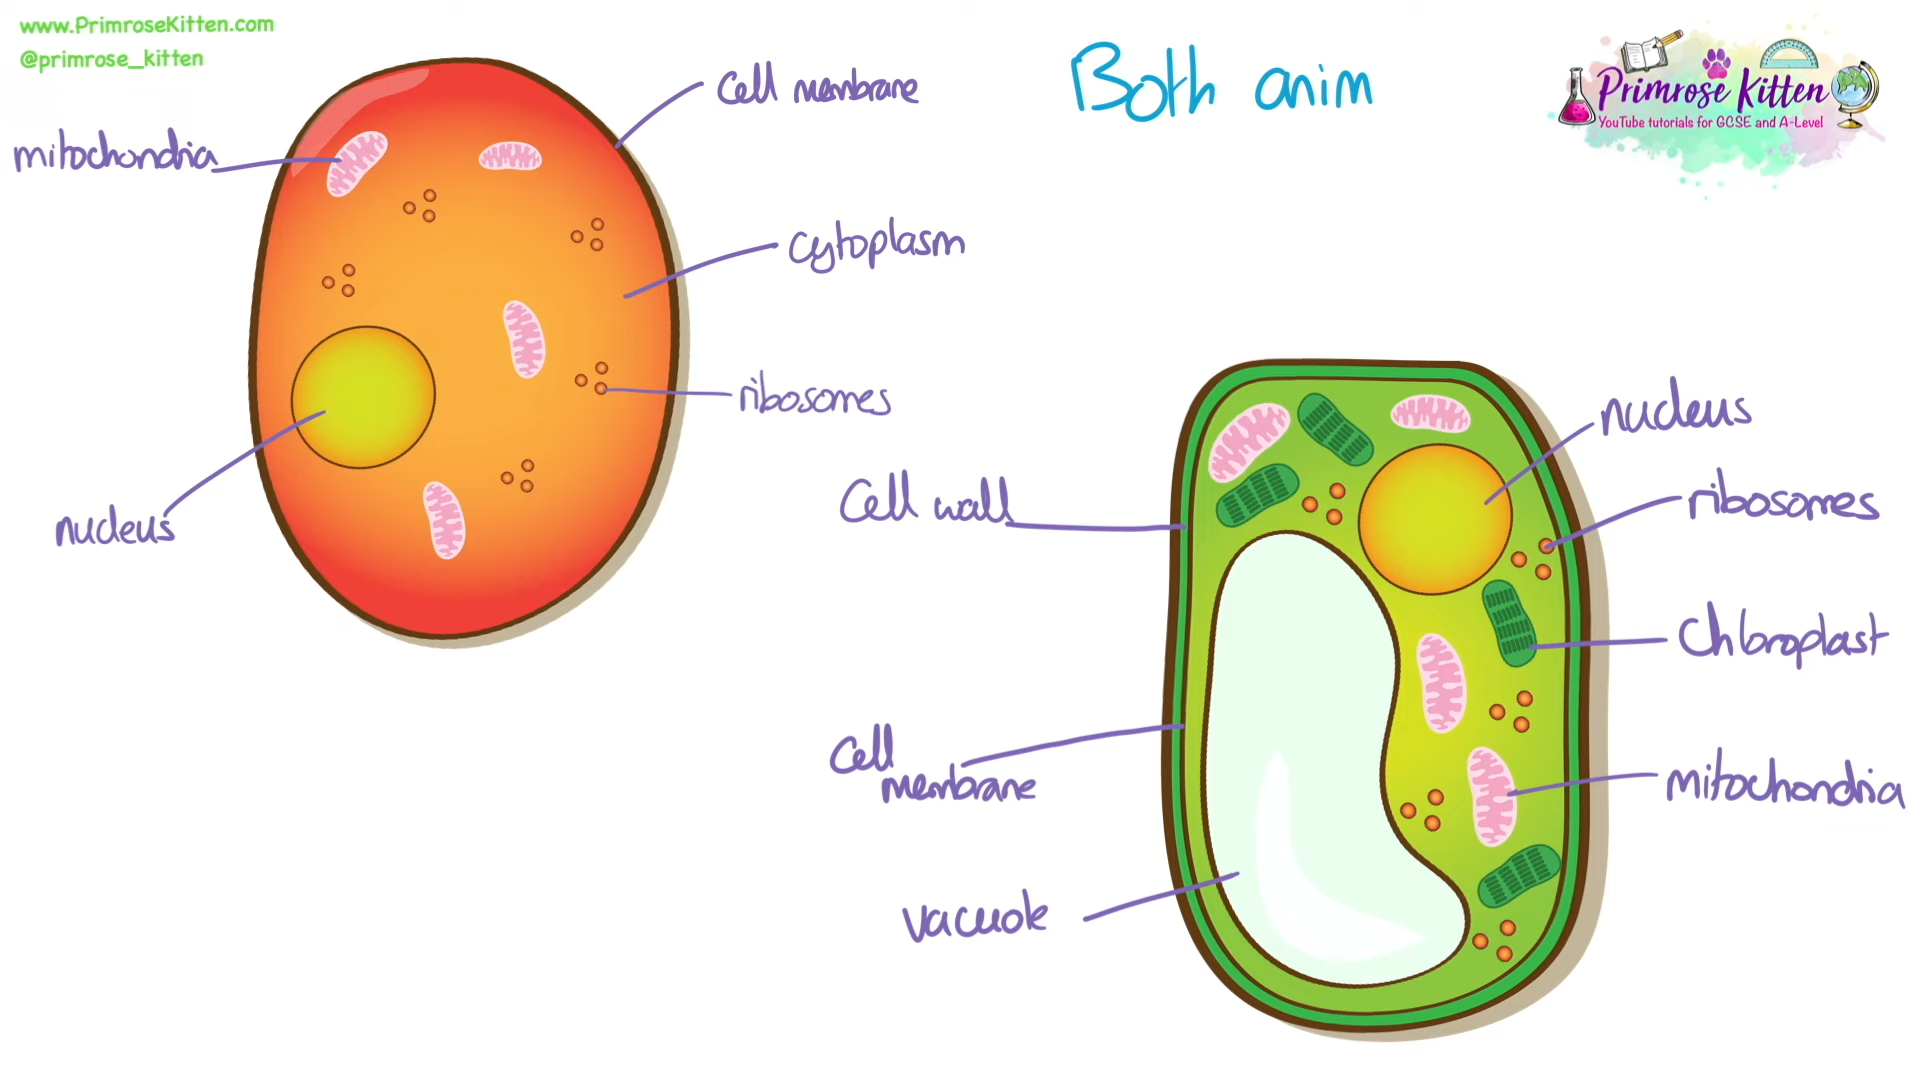 www.PrimroseKitten.com
@primrose_kitten
Both anim
Primrose Kitten
YouTube tutorials for GCSE and A-Level
cell membrane
mitochondria
cytoplasm
ribosomes
nucleus
nucleus
ribosomes
Cell wall
Chloroplast
Cell
membrane
mitochondria
vacuole